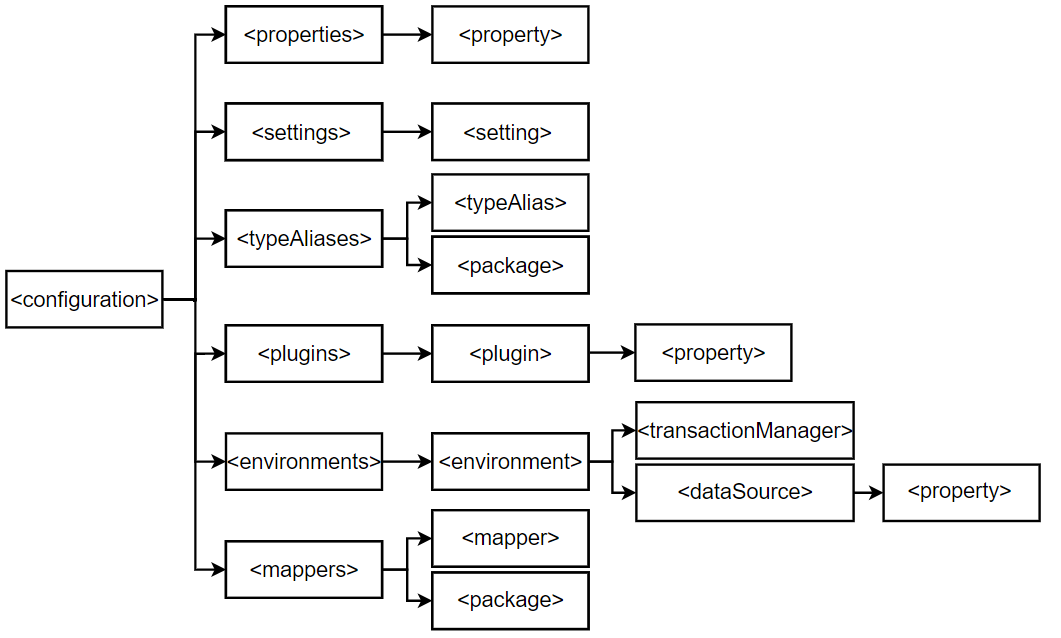 <properties>
<property>
<settings>
<setting>
<typeAlias>
<typeAliases>
<package>
<configuration>
<plugins>
<plugin>
<property>
<transactionManager>
<environments>
<environment>
<dataSource>
<property>
<mapper>
<mappers>
<package>